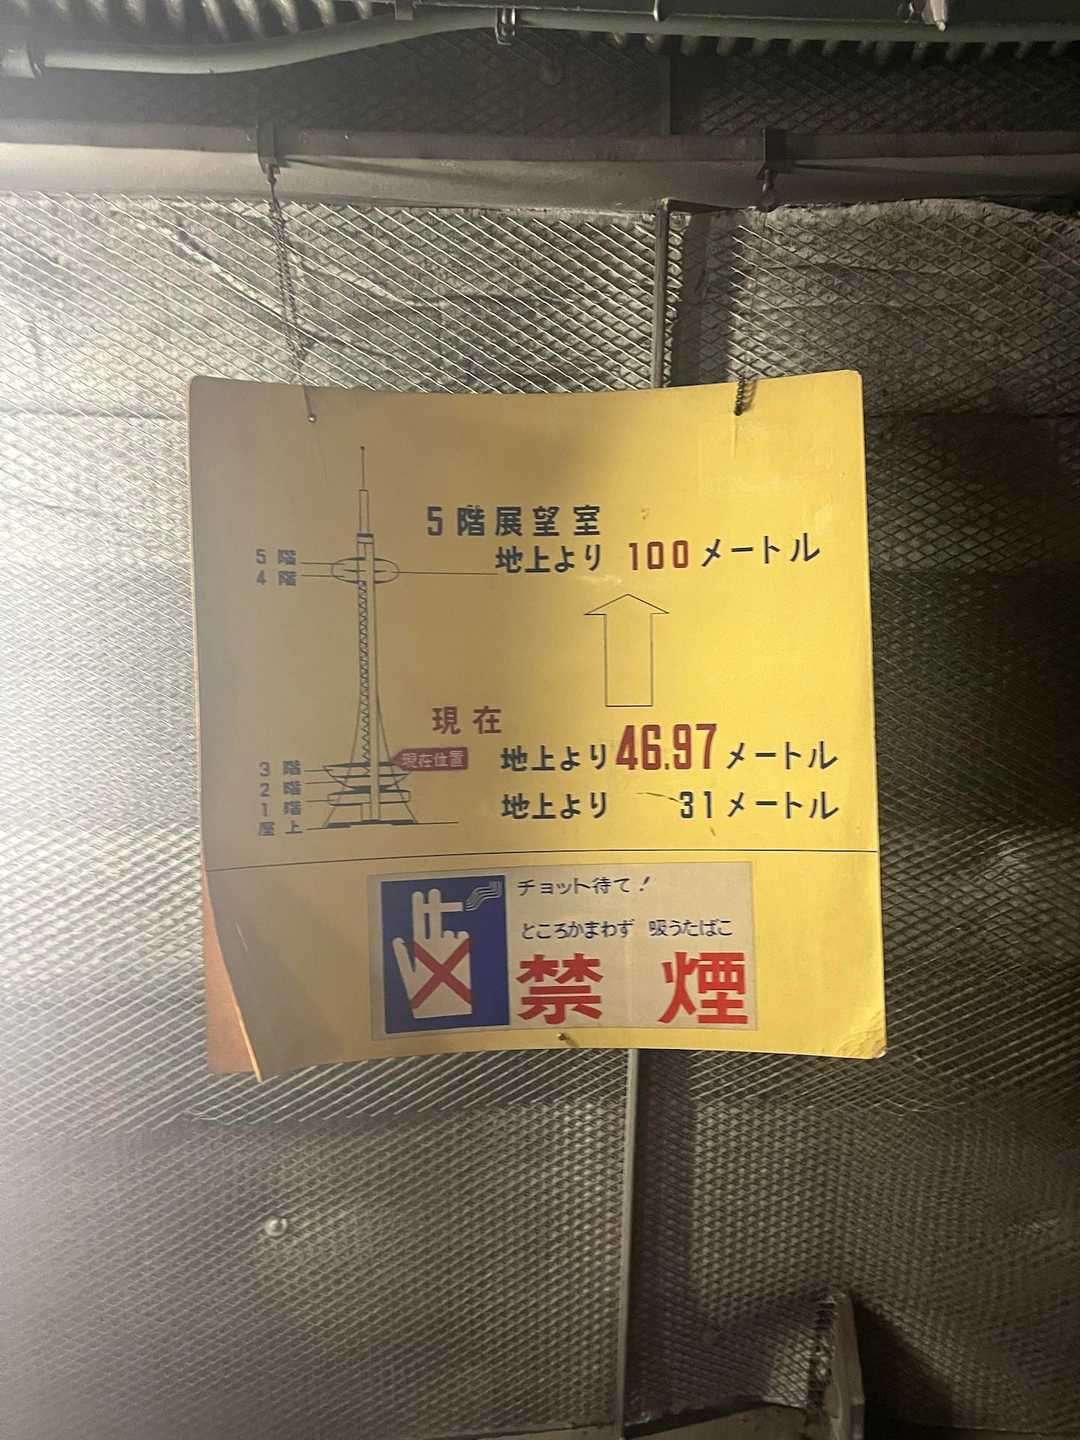 5階展望室
地上より 100メートル
5階
4階
現在
現在位置
地上より46.97メートル
3階
2階
1階
屋上
地上より 31メートル
チョット待て!
ところかまわず 吸うたばこ
禁煙